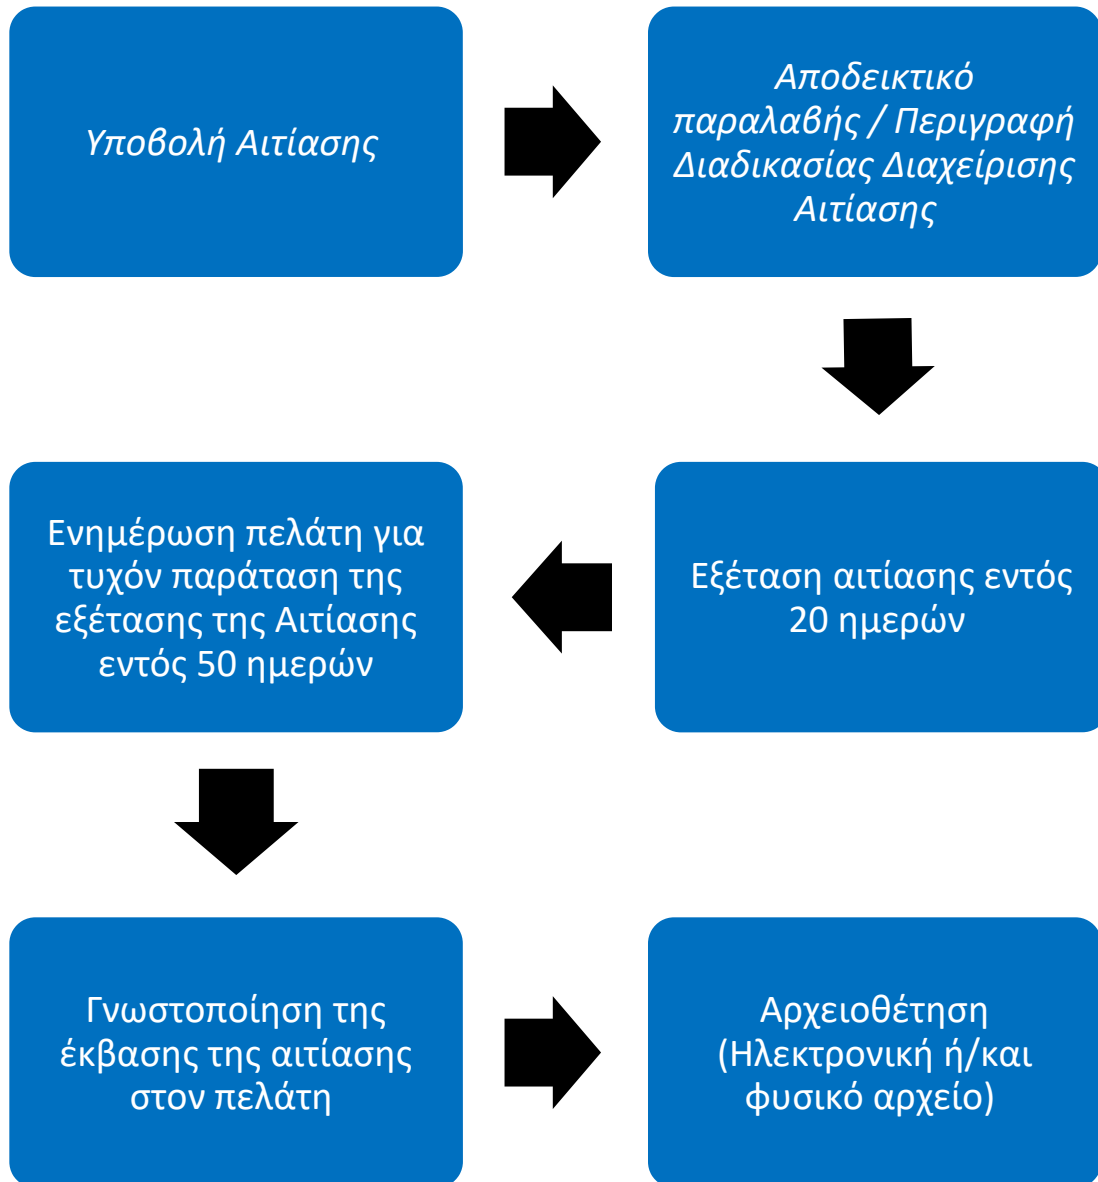 Υποβολή Αιτίασης
Αποδεικτικό
παραλαβής / Περιγραφή
Διαδικασίας Διαχείρισης
Αιτίασης
Εξέταση αιτίασης εντός
20 ημερών
Ενημέρωση πελάτη για
τυχόν παράταση της
εξέτασης της Αιτίασης
εντός 50 ημερών
Γνωστοποίηση της
έκβασης της αιτίασης
στον πελάτη
Αρχειοθέτηση
(Ηλεκτρονική ή/και
φυσικό αρχείο)